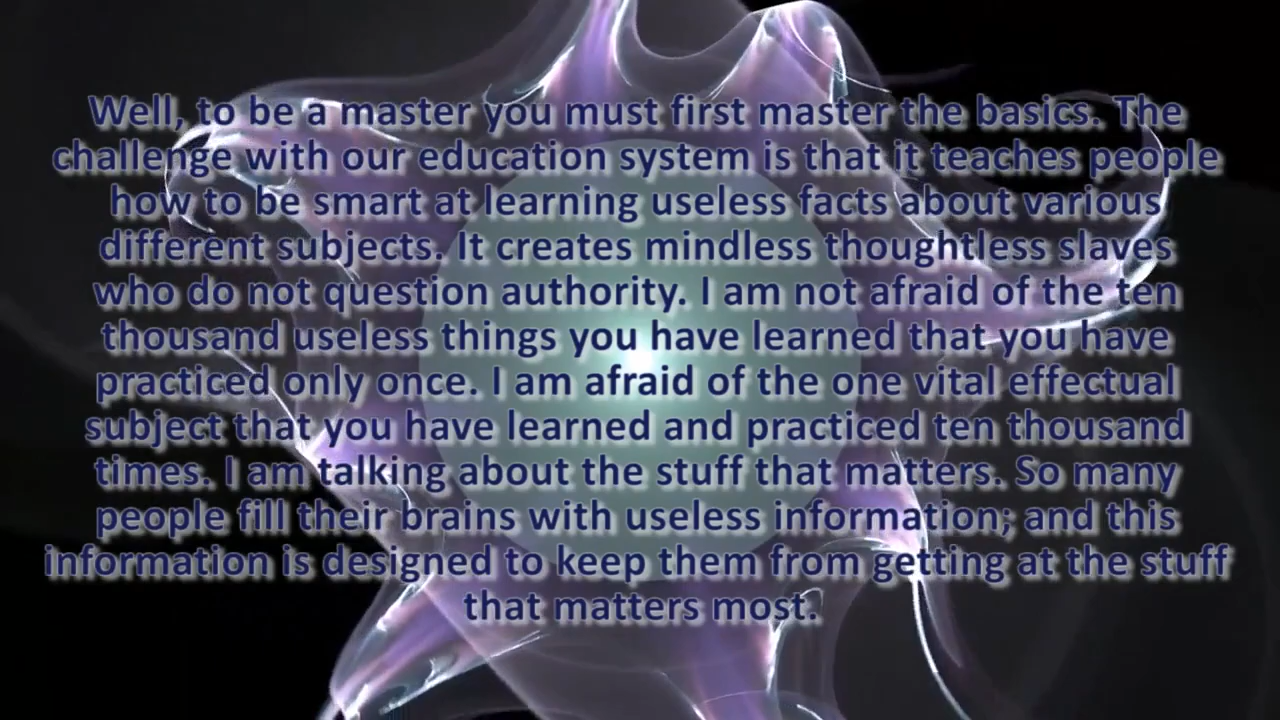 Well, to be a master you must first master the basics. The
challenge with our education system is that it teaches people
how to be smart at learning useless facts about various
different subjects. It creates mindless thoughtless slaves
who do not question authority. I am not afraid of the ten
thousand useless things you have learned that you have
practiced only once. I am afraid of the one vital effectual
subject that you have learned and practiced ten thousand
times. I am talking about the stuff that matters. So many
people fill their brains with useless information; and this
information is designed to keep them from getting at the stuff
that matters most.